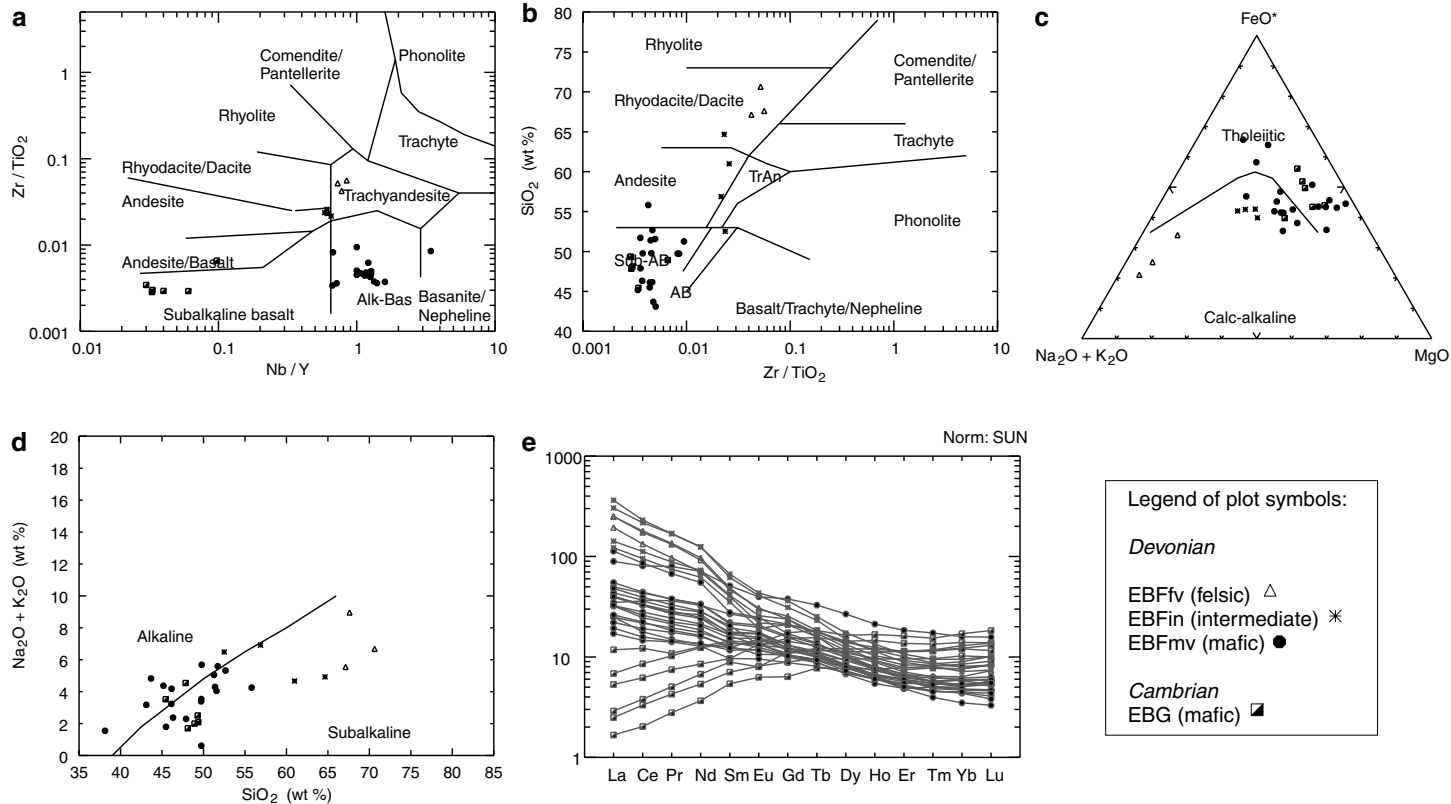 a
Zr / TiO2
1
0.1
0.01
0.001
0.01
0.1
1
10
Nb / Y
Comendite/
Pantellerite
Phonolite
Rhyolite
Trachyte
Rhyodacite/Dacite
Andesite
Trachyandesite
Andesite/Basalt
Subalkaline basalt
Alk-Bas
Basanite/
Nepheline
b
SiO2 (wt %)
80
75
70
65
60
55
50
45
40
0.001
0.01
0.1
1
10
Zr / TiO2
Rhyolite
Comendite/
Pantellerite
Rhyodacite/Dacite
Trachyte
Andesite
TrAn
Phonolite
Sub-AB
AB
Basalt/Trachyte/Nepheline
c
FeO*
Tholeiitic
Calc-alkaline
Na2O + K2O
MgO
d
Na2O + K2O (wt %)
20
18
16
14
12
10
8
6
4
2
0
35
40
45
50
55
60
65
70
75
80
85
SiO2 (wt %)
Alkaline
Subalkaline
e
Norm: SUN
1000
100
10
1
La Ce Pr Nd Sm Eu Gd Tb Dy Ho Er Tm Yb Lu
Legend of plot symbols:
Devonian
EBFfv (felsic)
EBFin (intermediate)
EBFmv (mafic)
Cambrian
EBG (mafic)